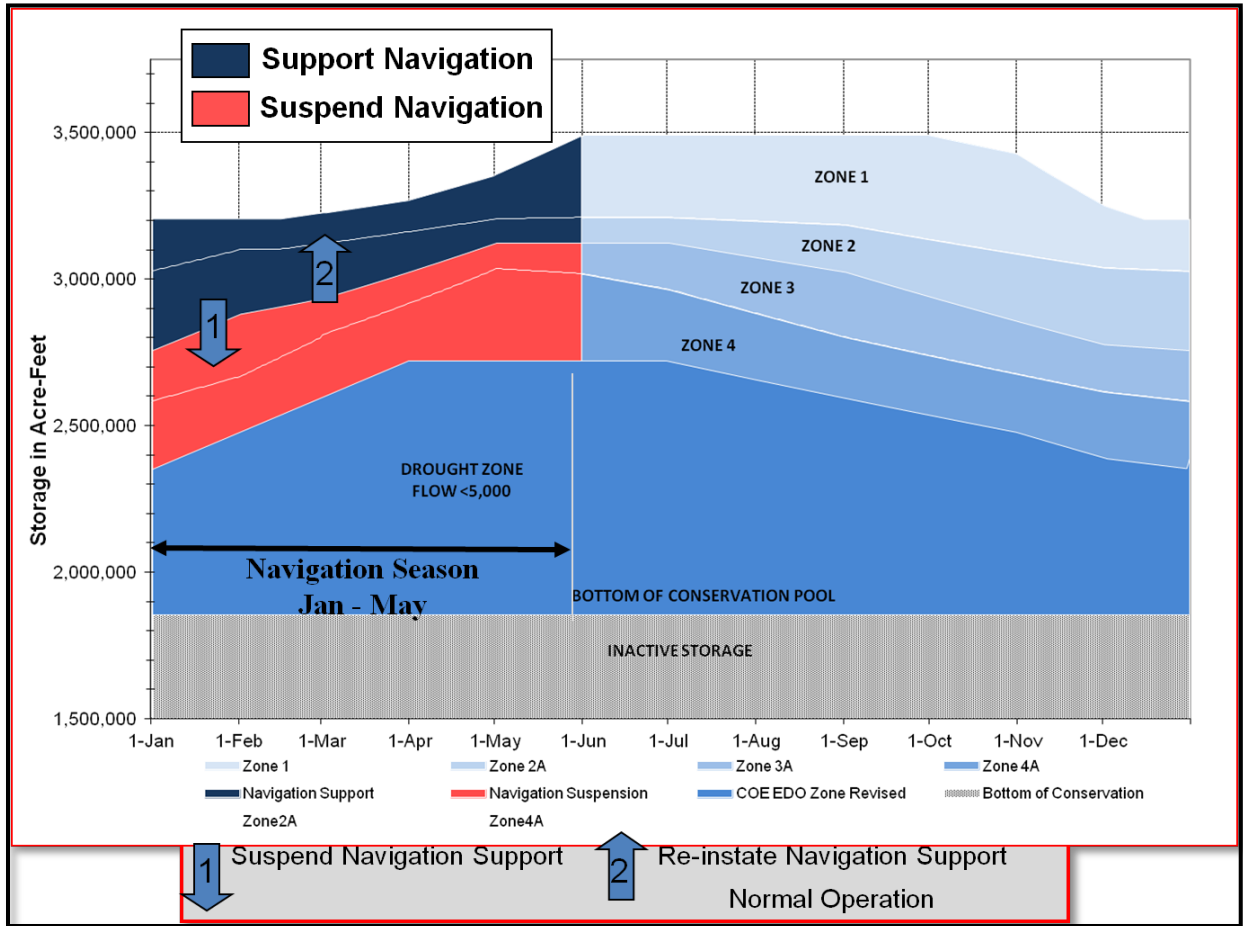 Support Navigation
Suspend Navigation
Storage in Acre-Feet
3,500,000
3,000,000
2,500,000
2,000,000
1,500,000
ZONE 1
ZONE 2
ZONE 3
ZONE 4
2
1
DROUGHT ZONE
FLOW <5,000
Navigation Season
Jan - May
BOTTOM OF CONSERVATION POOL
INACTIVE STORAGE
1-Jan 1-Feb 1-Mar 1-Apr 1-May 1-Jun 1-Jul 1-Aug 1-Sep 1-Oct 1-Nov 1-Dec
Zone 1 Zone 2A Zone 3A Zone 4A
Navigation Support Navigation Suspension COE EDO Zone Revised Bottom of Conservation
Zone2A Zone4A
1 Suspend Navigation Support 2 Re-instate Navigation Support
Normal Operation